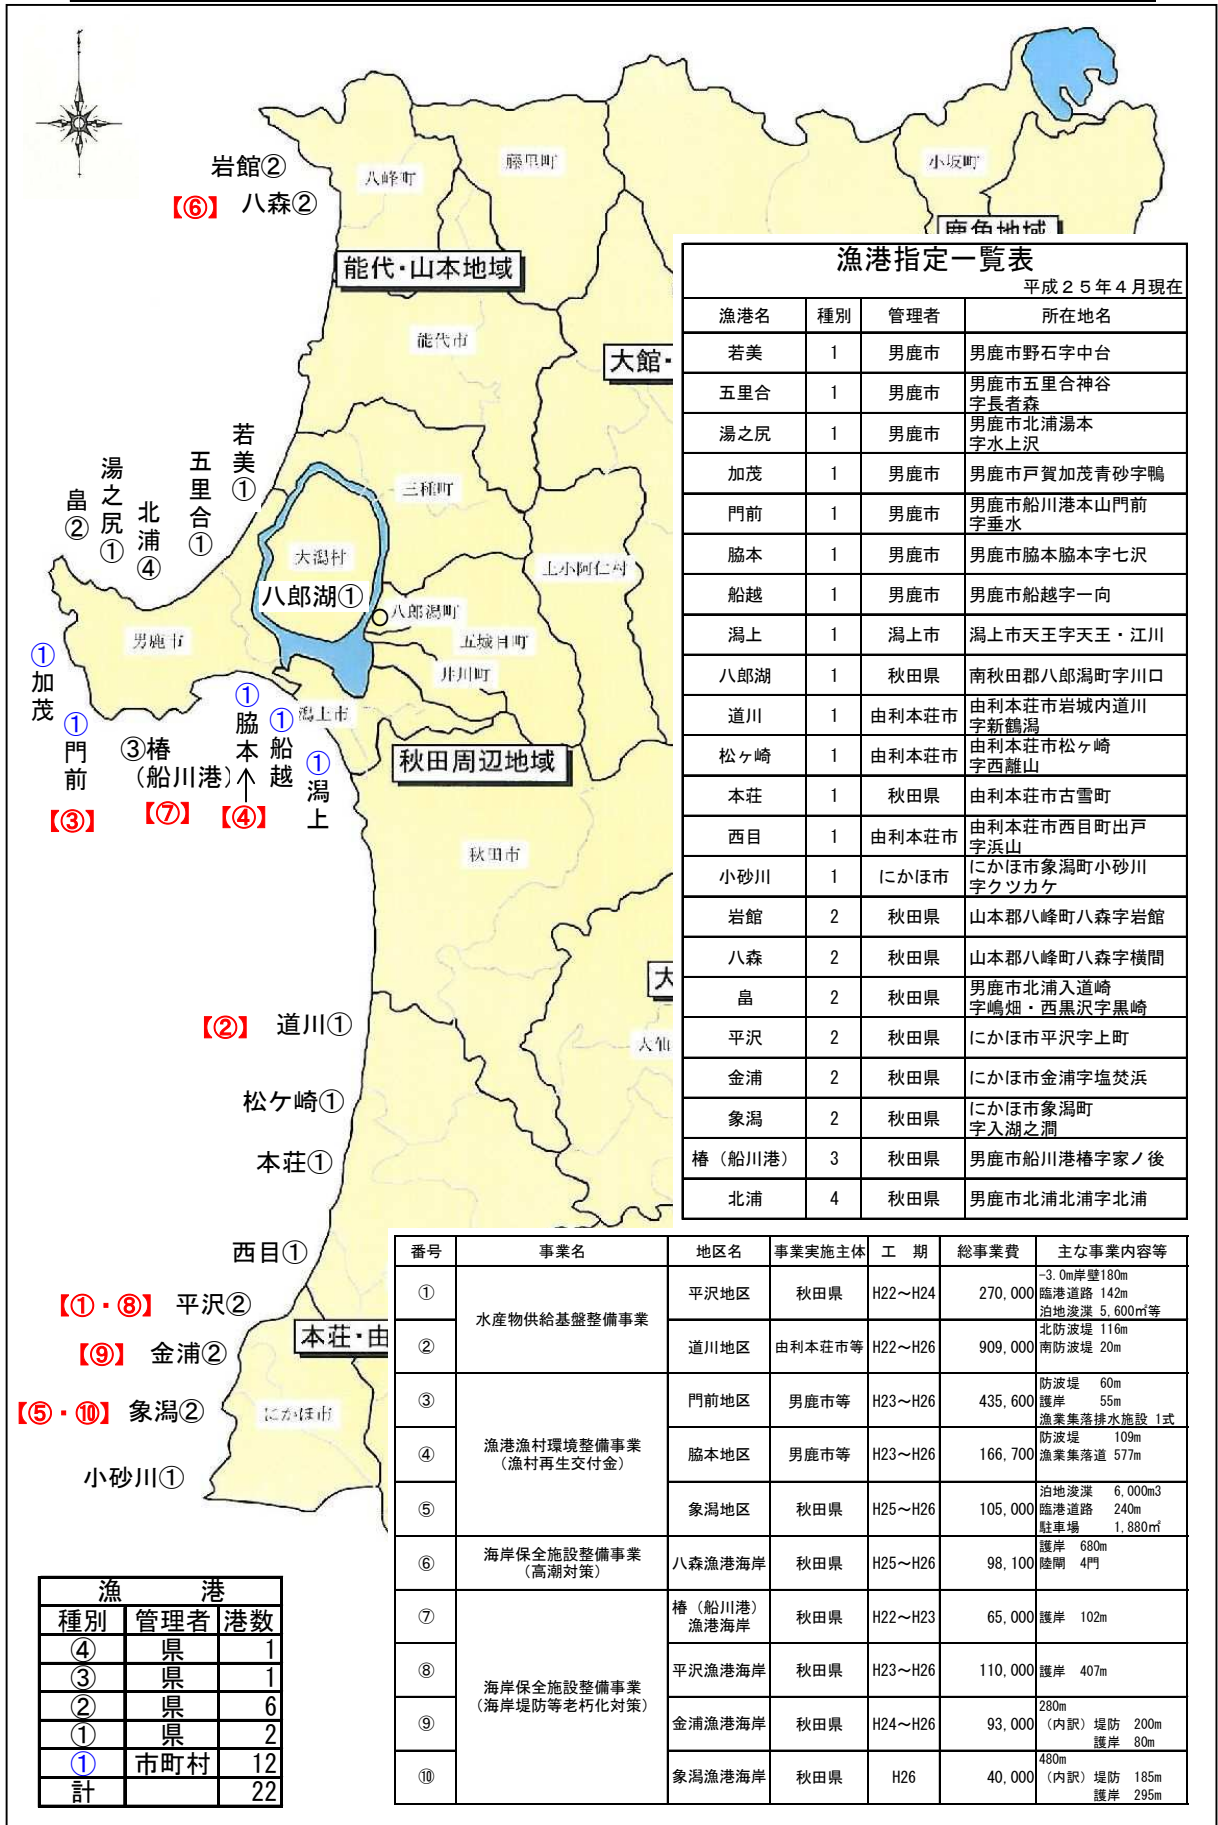 岩館②
【⑥】 八森②
八峰町
藤里町
小坂町
鹿角地域
能代・山本地域
能代市
大館・
若美①
五里合①
北浦④
湯之尻①
畠②
三種町
大潟村
八郎湖①
八郎潟町
上小阿仁村
五城目町
井川町
男鹿市
潟上市
①加茂
①門前
【③】
③椿
(船川港)
【⑦】
①脇本
↑
【④】
①船越
①潟上
秋田周辺地域
秋田市
大
大仙
【②】 道川①
松ケ崎①
本荘①
西目①
【①・⑧】 平沢②
【⑨】 金浦②
【⑤・⑩】 象潟②
小砂川①
本荘・由
にかほ市
漁港指定一覧表
平成25年4月現在
漁港名 種別 管理者 所在地名
若美 1 男鹿市 男鹿市野石字中台
五里合 1 男鹿市 男鹿市五里合神谷
字長者森
湯之尻 1 男鹿市 男鹿市北浦湯本
字水上沢
加茂 1 男鹿市 男鹿市戸賀加茂青砂字鴨
門前 1 男鹿市 男鹿市船川港本山門前
字垂水
脇本 1 男鹿市 男鹿市脇本脇本字七沢
船越 1 男鹿市 男鹿市船越字一向
潟上 1 潟上市 潟上市天王字天王・江川
八郎湖 1 秋田県 南秋田郡八郎潟町字川口
道川 1 由利本荘市 由利本荘市岩城内道川
字新鶴潟
松ヶ崎 1 由利本荘市 由利本荘市松ヶ崎
字西離山
本荘 1 秋田県 由利本荘市古雪町
西目 1 由利本荘市 由利本荘市西目町出戸
字浜山
小砂川 1 にかほ市 にかほ市象潟町小砂川
字クツカケ
岩館 2 秋田県 山本郡八峰町八森字岩館
八森 2 秋田県 山本郡八峰町八森字横間
畠 2 秋田県 男鹿市北浦入道崎
字嶋畑・西黒沢字黒崎
平沢 2 秋田県 にかほ市平沢字上町
金浦 2 秋田県 にかほ市金浦字塩焚浜
象潟 2 秋田県 にかほ市象潟町
字入湖之澗
椿（船川港） 3 秋田県 男鹿市船川港椿字家ノ後
北浦 4 秋田県 男鹿市北浦北浦字北浦
番号 事業名 地区名 事業実施主体 工 期 総事業費 主な事業内容等
① 水産物供給基盤整備事業 平沢地区 秋田県 H22～H24 270,000 -3.0m岸壁180m
臨港道路 142m
泊地浚渫 5,600㎥等
② 道川地区 由利本荘市等 H22～H26 909,000 北防波堤 116m
南防波堤 20m
③ 漁港漁村環境整備事業
（漁村再生交付金） 門前地区 男鹿市等 H23～H26 435,600 防波堤 60m
護岸 55m
漁業集落排水施設 1式
④ 脇本地区 男鹿市等 H23～H26 166,700 防波堤 109m
漁業集落道 577m
⑤ 象潟地区 秋田県 H25～H26 105,000 泊地浚渫 6,000m3
臨港道路 240m
駐車場 1,880㎡
⑥ 海岸保全施設整備事業
（高潮対策） 八森漁港海岸 秋田県 H25～H26 98,100 護岸 680m
陸閘 4門
⑦ 海岸保全施設整備事業
（海岸堤防等老朽化対策） 椿（船川港）
漁港海岸 秋田県 H22～H23 65,000 護岸 102m
⑧ 平沢漁港海岸 秋田県 H23～H26 110,000 護岸 407m
⑨ 金浦漁港海岸 秋田県 H24～H26 93,000 280m
（内訳）堤防 200m
護岸 80m
⑩ 象潟漁港海岸 秋田県 H26 40,000 480m
（内訳）堤防 185m
護岸 295m
漁 港
種別 管理者 港数
④ 県 1
③ 県 1
② 県 6
① 県 2
① 市町村 12
計 22